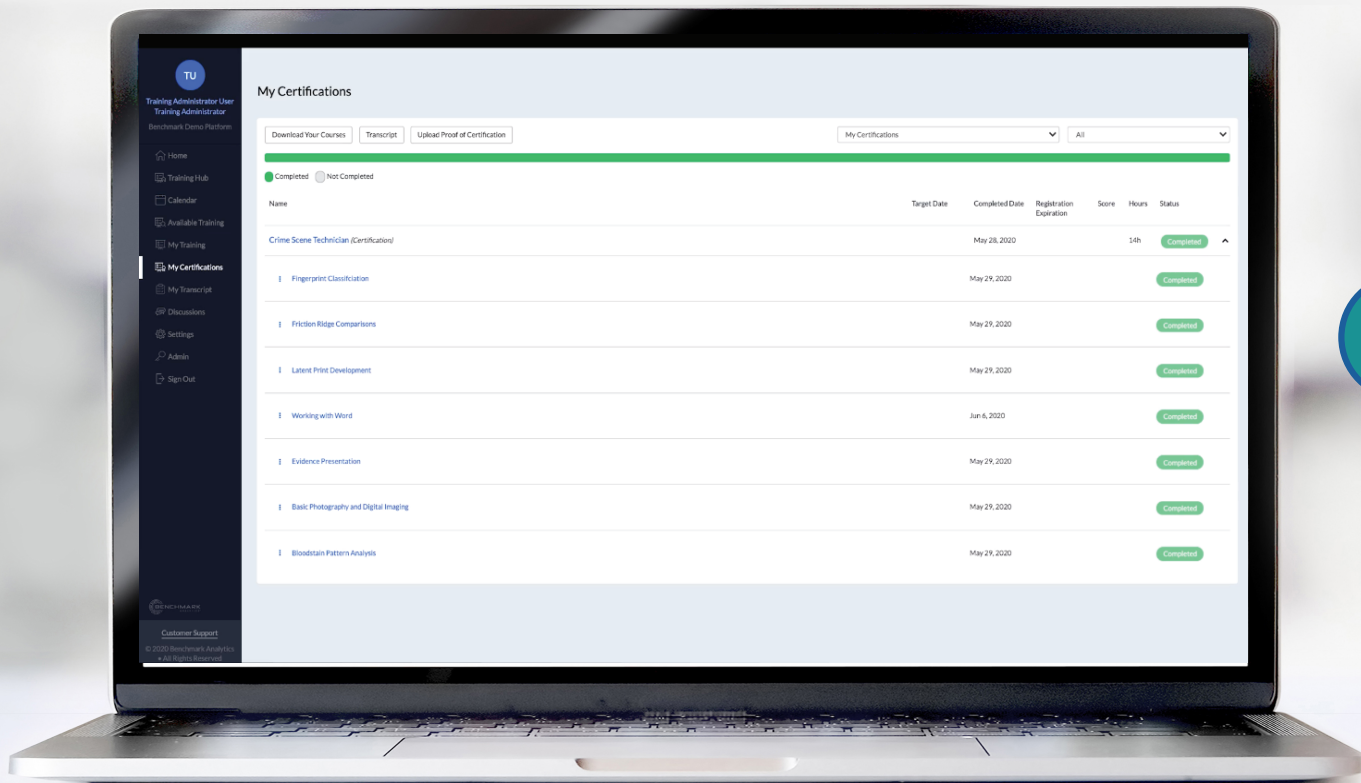 TU
Training Administrator User
Training Administrator
Benchmark Demo Platform
Home
Training Hub
Calendar
Available Training
My Training
My Certifications
My Transcript
Discussions
Settings
Admin
Sign Out
BENCHMARK
Customer Support
© 2020 Benchmark Analytics
• All Rights Reserved
My Certifications
Download Your Courses Transcript Upload Proof of Certification My Certifications All
Completed Not Completed
Name Target Date Completed Date Registration Expiration Score Hours Status
Crime Scene Technician (Certification) May 28, 2020 14h Completed
Fingerprint Classifciation May 29, 2020 Completed
Friction Ridge Comparisons May 29, 2020 Completed
Latent Print Development May 29, 2020 Completed
Working with Word Jun 6, 2020 Completed
Evidence Presentation May 29, 2020 Completed
Basic Photography and Digital Imaging May 29, 2020 Completed
Bloodstain Pattern Analysis May 29, 2020 Completed